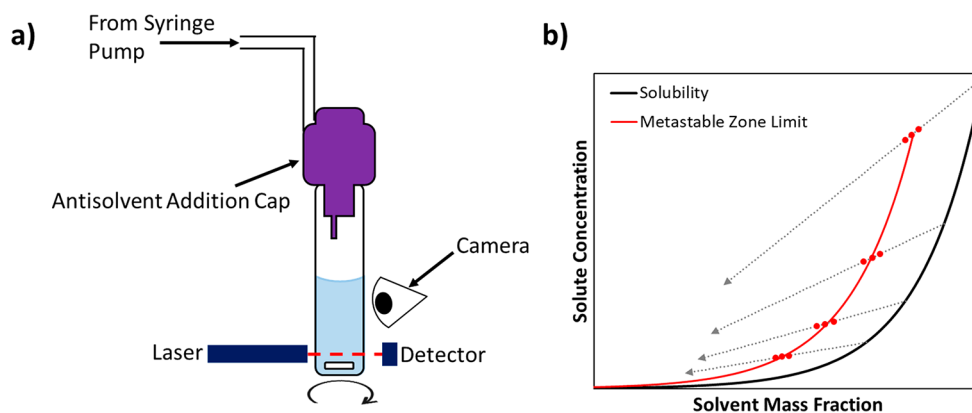 a)
From Syringe
Pump
Antisolvent Addition Cap
Camera
Laser
Detector
b)
Solubility
Metastable Zone Limit
Solute Concentration
Solvent Mass Fraction